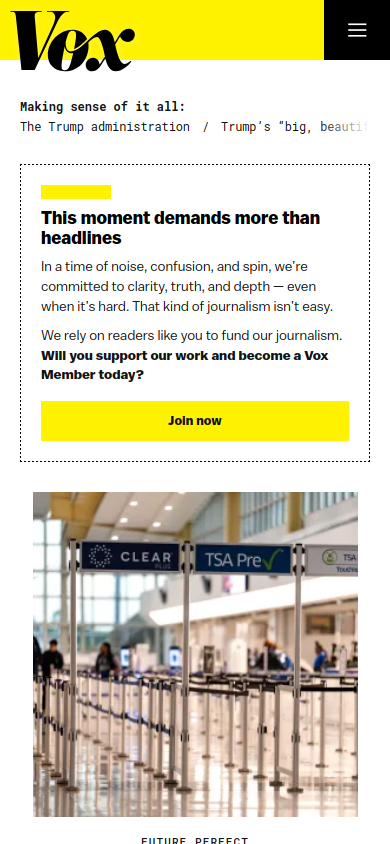 Vox
Making sense of it all:
The Trump administration / Trump’s “big, beauti
This moment demands more than
headlines
In a time of noise, confusion, and spin, we’re
committed to clarity, truth, and depth — even
when it’s hard. That kind of journalism isn’t easy.
We rely on readers like you to fund our journalism.
Will you support our work and become a Vox
Member today?
Join now
CLEAR
PLUS
TSA Pre✓
TSA
FUTURE PERFECT